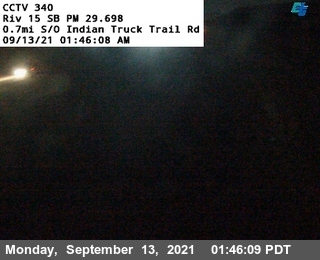 CCTV 340
Riv 15 SB PM 29.698
0.7mi S/O Indian Truck Trail Rd
09/13/21 01:46:08 AM
Monday, September 13, 2021 01:46:09 PDT